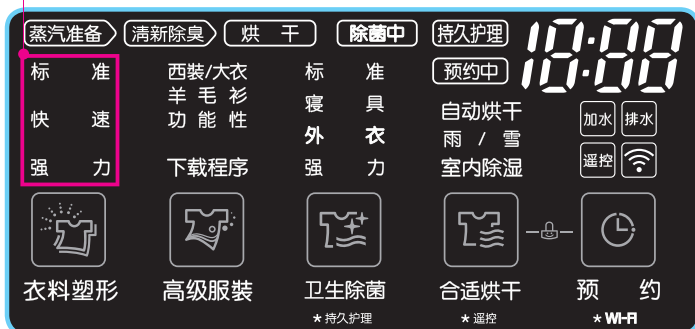 蒸汽准备 清新除臭 烘干 除菌中 持久护理 18:88
预约中
标准 西装/大衣 标准
羊毛衫 寝具 自动烘干 加水 排水
快速 功能性 外衣 雨/雪
强力 下载程序 强力 室内除湿 遥控
衣料塑形 高级服装 卫生除菌 合适烘干 预约
*持久护理 *遥控 *WI-FI